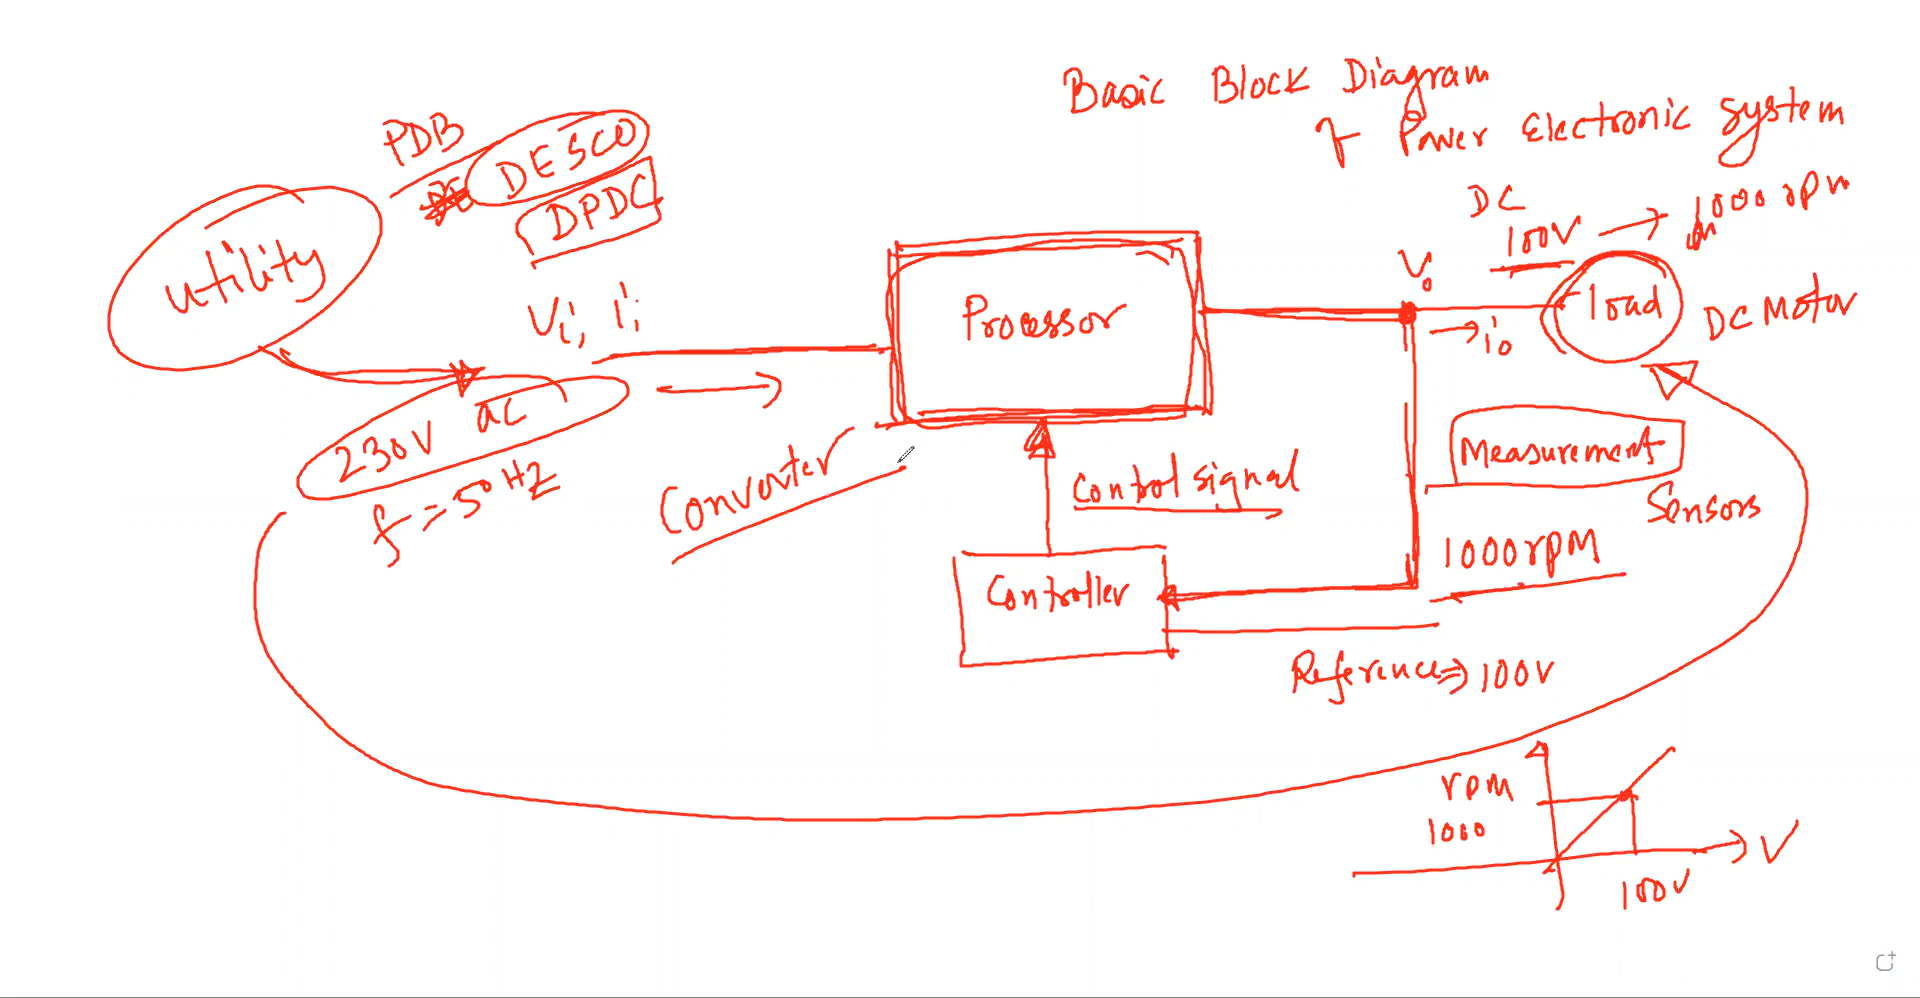 Basic Block Diagram
of Power Electronic system
PDB
DESCO
DPDC
utility
Vi, ii
230V ac
f = 50 Hz
Processor
Converter
Control signal
Controller
Vo
→ io
DC
100V → 1000 rpm
load
DC Motor
Measurement
Sensors
1000 rpm
Reference ⇒ 100V
rpm
1000
V
100V